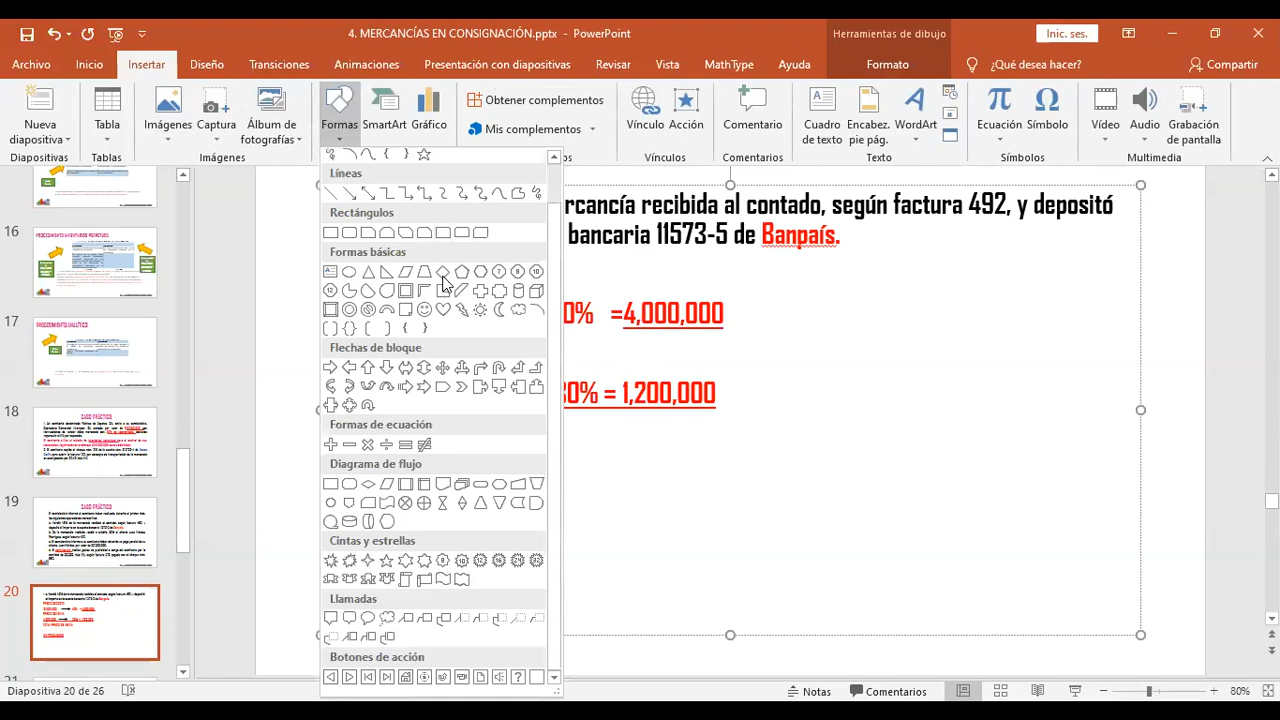 4. MERCANCÍAS EN CONSIGNACIÓN.pptx - PowerPoint
Herramientas de dibujo
Inic. ses.
Archivo
Inicio
Insertar
Diseño
Transiciones
Animaciones
Presentación con diapositivas
Revisar
Vista
MathType
Ayuda
Formato
¿Qué desea hacer?
Compartir
Nueva diapositiva
Tabla
Imágenes
Captura
Álbum de fotografías
Formas
SmartArt
Gráfico
Obtener complementos
Mis complementos
Vínculo
Acción
Comentario
Cuadro de texto
Encabez. pie pág.
WordArt
Ecuación
Símbolo
Vídeo
Audio
Grabación de pantalla
Diapositivas
Tablas
Imágenes
Vínculos
Comentarios
Texto
Símbolos
Multimedia
Líneas
Rectángulos
Formas básicas
Flechas de bloque
Formas de ecuación
Diagrama de flujo
Cintas y estrellas
Llamadas
Botones de acción
rcancía recibida al contado, según factura 492, y depositó
bancaria 11573-5 de Banpaís.
0% =4,000,000
30% = 1,200,000
16
17
18
19
20
Diapositiva 20 de 26
Notas
Comentarios
80%